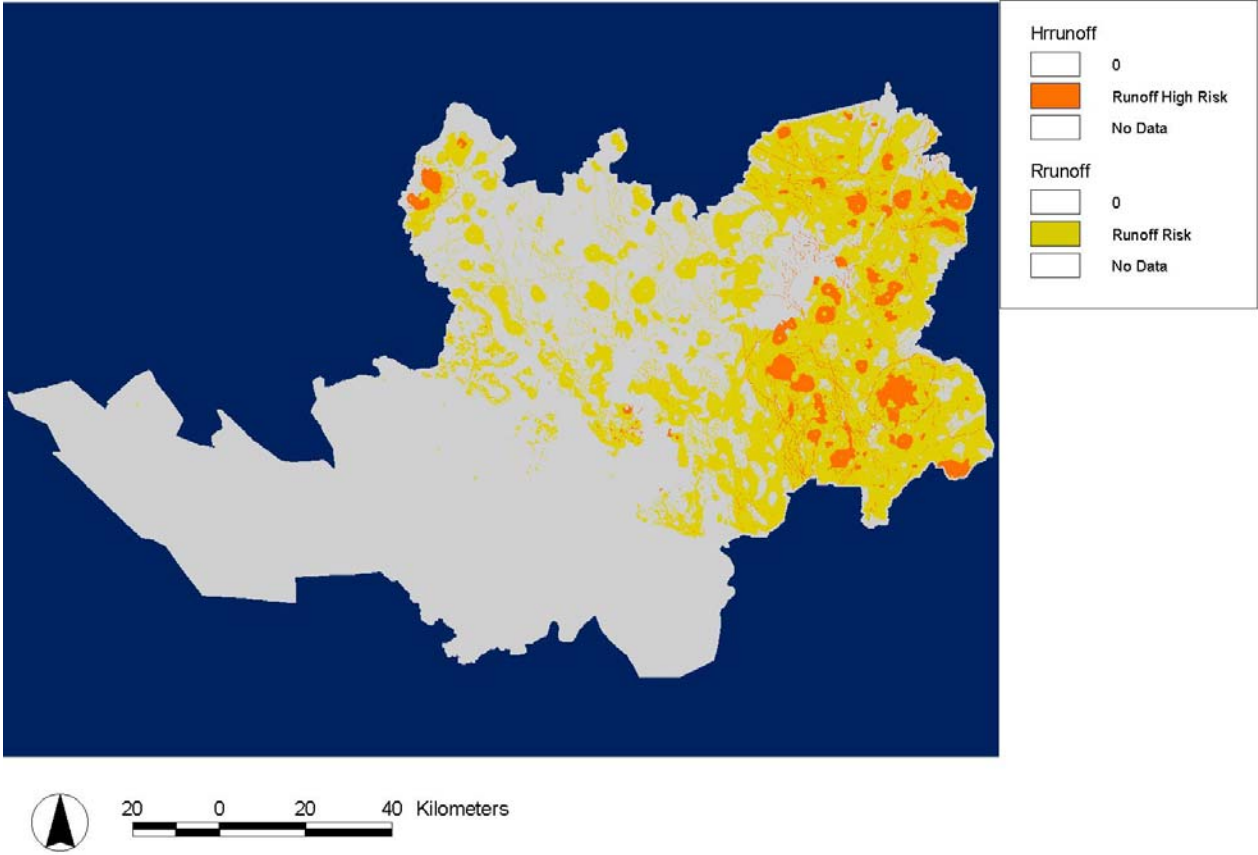 Hrrunoff
0
Runoff High Risk
No Data
Rrunoff
0
Runoff Risk
No Data
20 0 20 40 Kilometers